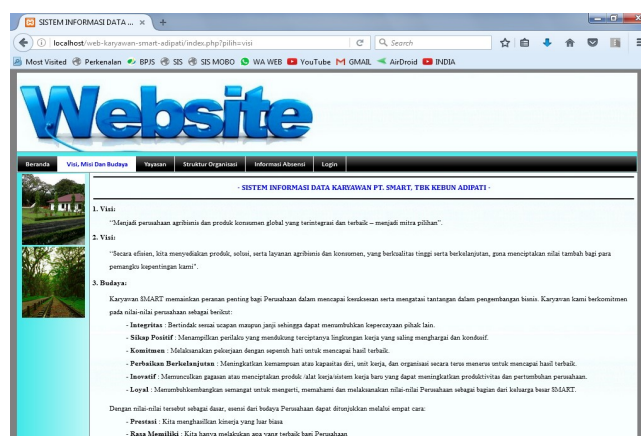 SISTEM INFORMASI DATA ...
localhost/web-karyawan-smart-adipati/index.php?pilih=visi
Search
Most Visited Perkenalan BPJS SIS SIS MOBO WA WEB YouTube GMAIL AirDroid INDIA
Website
Beranda Visi, Misi Dan Budaya Yayasan Struktur Organisasi Informasi Absensi Login
- SISTEM INFORMASI DATA KARYAWAN PT. SMART, TBK KEBUN ADIPATI -
1. Visi:
"Menjadi perusahaan agribisnis dan produk konsumen global yang terintegrasi dan terbaik – menjadi mitra pilihan".
2. Visi:
"Secara efisien, kita menyediakan produk, solusi, serta layanan agribisnis dan konsumen, yang berkualitas tinggi serta berkelanjutan, guna menciptakan nilai tambah bagi para
pemangku kepentingan kami".
3. Budaya:
Karyawan SMART memainkan peranan penting bagi Perusahaan dalam mencapai kesuksesan serta mengatasi tantangan dalam pengembangan bisnis. Karyawan kami berkomitmen
pada nilai-nilai perusahaan sebagai berikut:
- Integritas : Bertindak sesuai ucapan maupun janji sehingga dapat menumbuhkan kepercayaan pihak lain.
- Sikap Positif : Menampilkan perilaku yang mendukung terciptanya lingkungan kerja yang saling menghargai dan kondusif.
- Komitmen : Melaksanakan pekerjaan dengan sepenuh hati untuk mencapai hasil terbaik.
- Perbaikan Berkelanjutan : Meningkatkan kemampuan atas kapasitas diri, unit kerja, dan organisasi secara terus menerus untuk mencapai hasil terbaik.
- Inovatif : Memunculkan gagasan atau menciptakan produk /alat kerja/sistem kerja baru yang dapat meningkatkan produktivitas dan pertumbuhan perusahaan.
- Loyal : Menumbuhkembangkan semangat untuk mengerti, memahami dan melaksanakan nilai-nilai Perusahaan sebagai bagian dari keluarga besar SMART.
Dengan nilai-nilai tersebut sebagai dasar, esensi dari budaya Perusahaan dapat ditunjukkan melalui empat cara:
- Prestasi : Kita menghasilkan kinerja yang luar biasa
- Rasa Memiliki : Kita hanya melakukan apa yang terbaik bagi Perusahaan